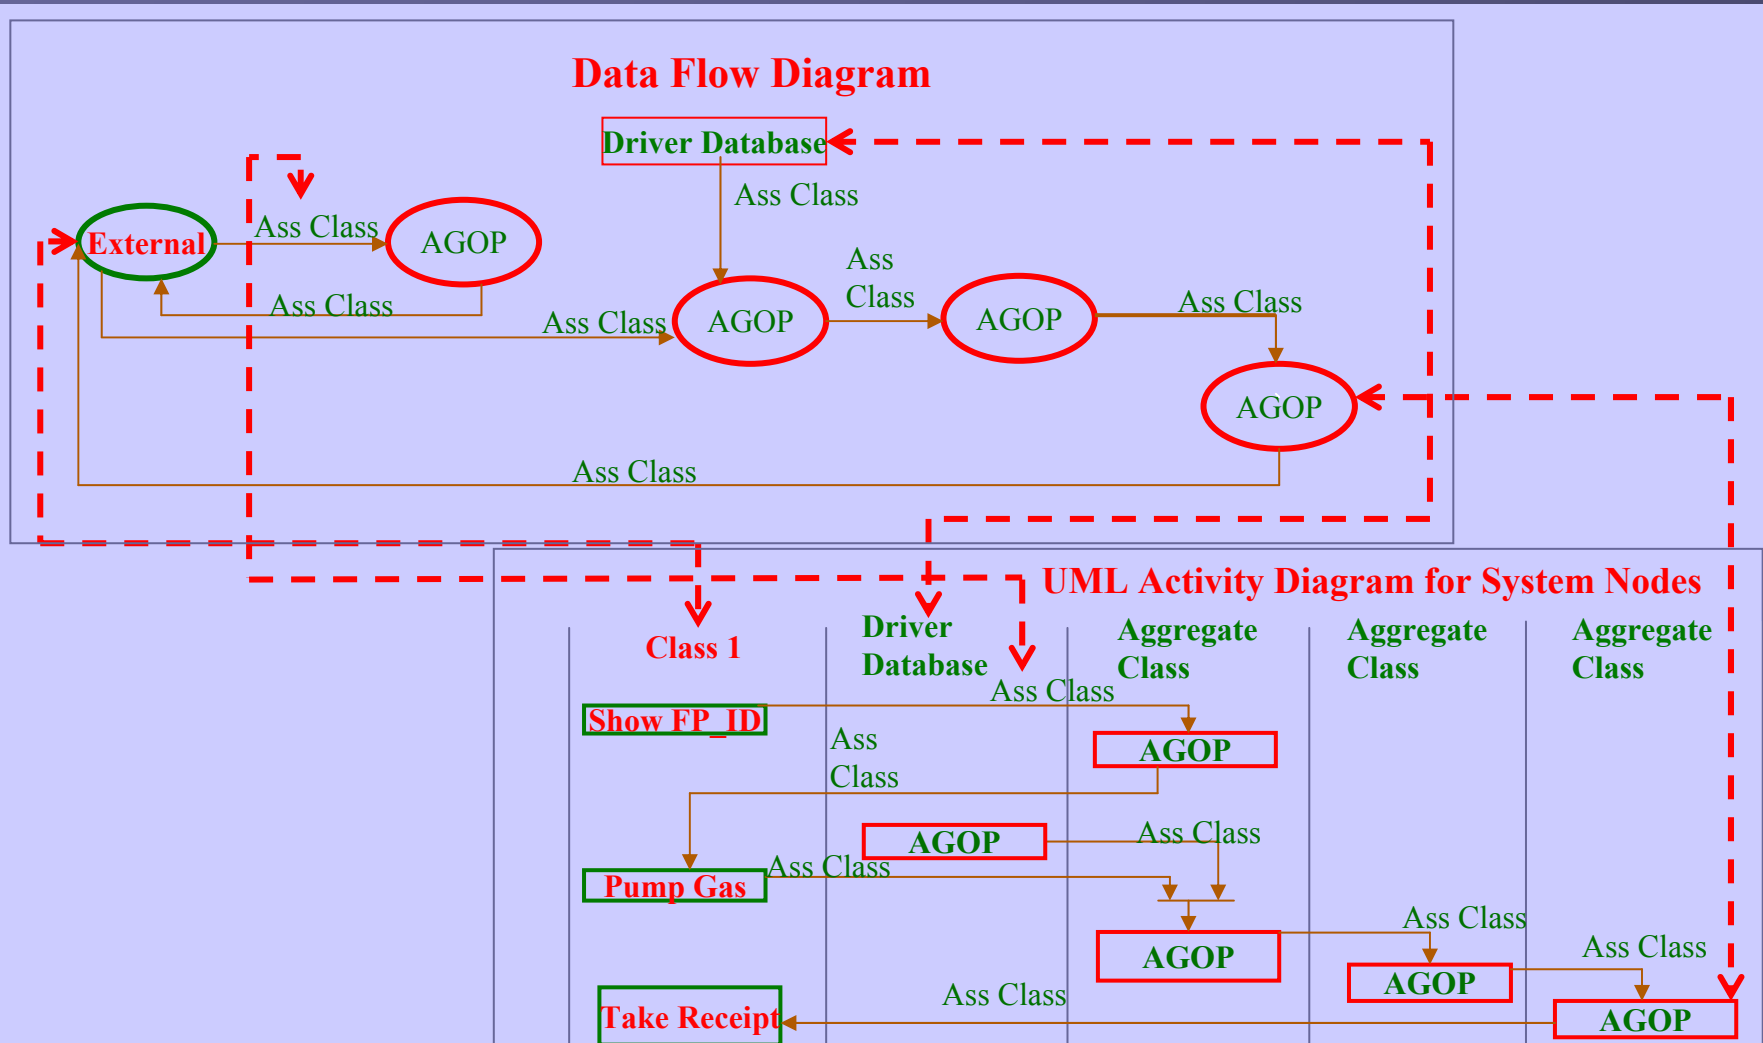 Data Flow Diagram
Driver Database
Ass Class
External
Ass Class
AGOP
Ass
Class
Ass Class
Ass Class
Ass Class
AGOP
AGOP
AGOP
Ass Class
UML Activity Diagram for System Nodes
Class 1
Driver
Database
Aggregate
Class
Aggregate
Class
Aggregate
Class
Ass Class
Show FP_ID
Ass
Class
AGOP
AGOP
Ass Class
Ass Class
Pump Gas
Ass Class
AGOP
Ass Class
AGOP
Ass Class
Take Receipt
AGOP